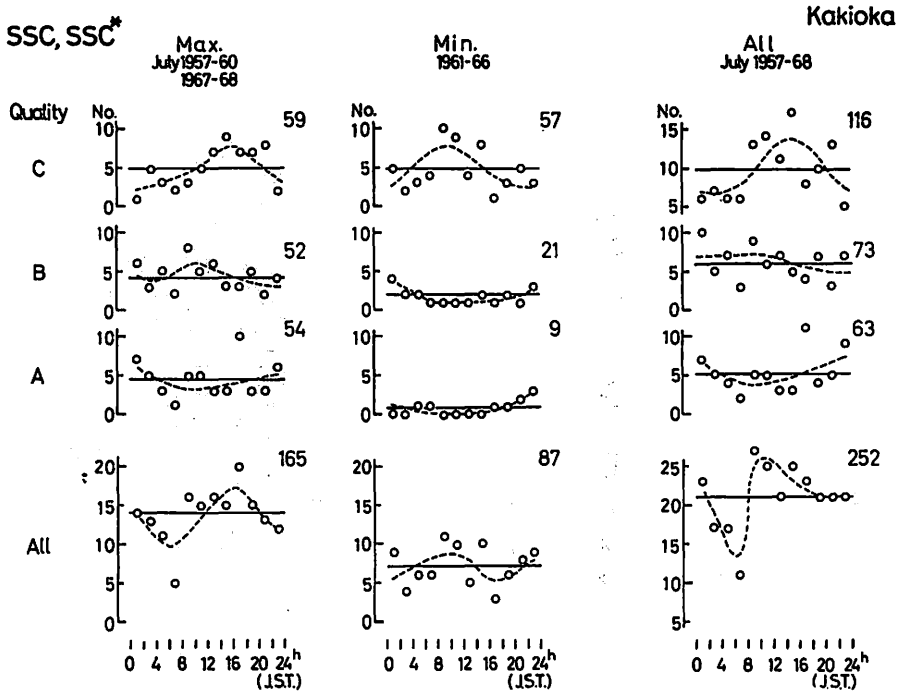 SSC, SSC*
Kakioka
Max.
July 1957-60
1967-68
Min.
1961-66
All
July 1957-68
Quality
No.
No.
No.
C
10
5
0
59
10
5
0
57
15
10
5
116
B
10
5
0
52
10
5
0
21
10
5
0
73
A
10
5
0
54
10
5
0
9
10
5
0
63
All
20
15
10
5
0
165
20
15
10
5
0
87
25
20
15
10
5
252
0 4 8 12 16 20 24h
(J.S.T.)
0 4 8 12 16 20 24h
(J.S.T.)
0 4 8 12 16 20 24h
(J.S.T.)